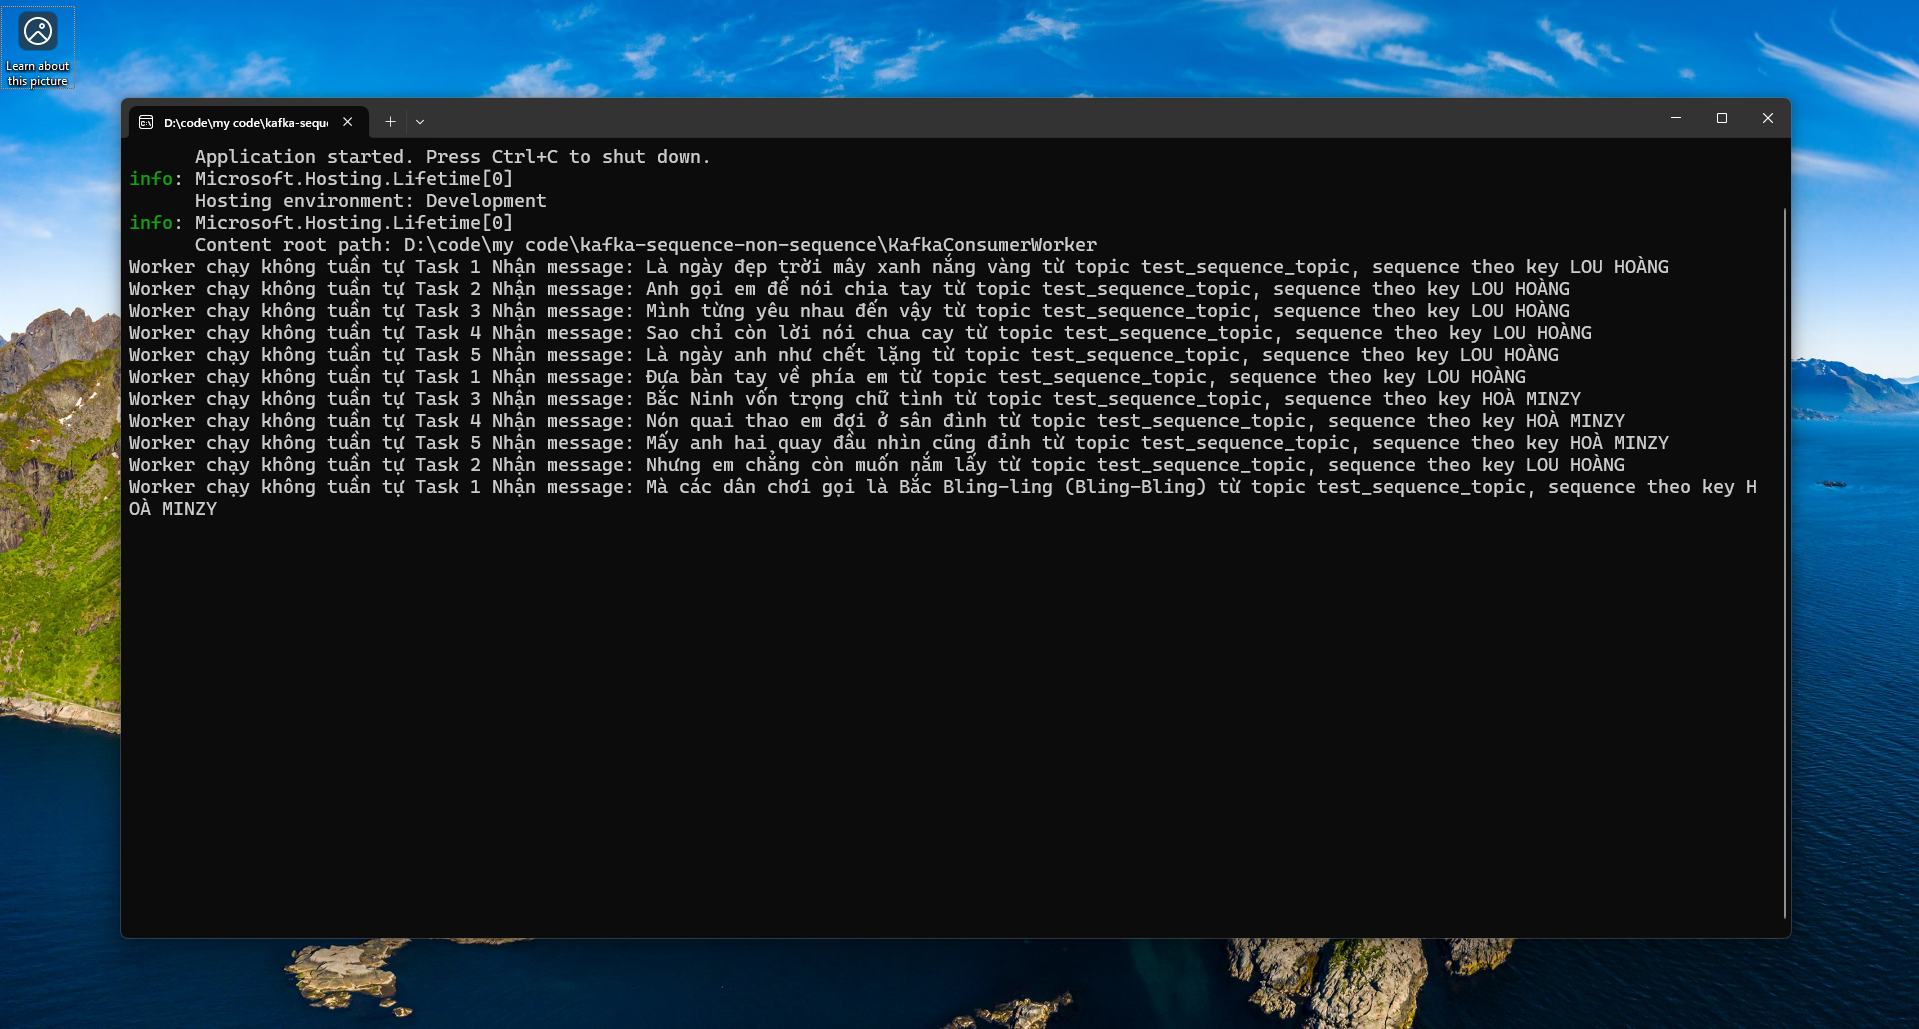 Learn about
this picture
D:\code\my code\kafka-sequ
Application started. Press Ctrl+C to shut down.
info: Microsoft.Hosting.Lifetime[0]
Hosting environment: Development
info: Microsoft.Hosting.Lifetime[0]
Content root path: D:\code\my code\kafka-sequence-non-sequence\KafkaConsumerWorker
Worker chạy không tuần tự Task 1 Nhận message: Là ngày đẹp trời mây xanh nắng vàng từ topic test_sequence_topic, sequence theo key LOU HOÀNG
Worker chạy không tuần tự Task 2 Nhận message: Anh gọi em để nói chia tay từ topic test_sequence_topic, sequence theo key LOU HOÀNG
Worker chạy không tuần tự Task 3 Nhận message: Mình từng yêu nhau đến vậy từ topic test_sequence_topic, sequence theo key LOU HOÀNG
Worker chạy không tuần tự Task 4 Nhận message: Sao chỉ còn lời nói chua cay từ topic test_sequence_topic, sequence theo key LOU HOÀNG
Worker chạy không tuần tự Task 5 Nhận message: Là ngày anh như chết lặng từ topic test_sequence_topic, sequence theo key LOU HOÀNG
Worker chạy không tuần tự Task 1 Nhận message: Đưa bàn tay về phía em từ topic test_sequence_topic, sequence theo key LOU HOÀNG
Worker chạy không tuần tự Task 3 Nhận message: Bắc Ninh vốn trọng chữ tình từ topic test_sequence_topic, sequence theo key HOÀ MINZY
Worker chạy không tuần tự Task 4 Nhận message: Nón quai thao em đợi ở sân đình từ topic test_sequence_topic, sequence theo key HOÀ MINZY
Worker chạy không tuần tự Task 5 Nhận message: Mấy anh hai quay đầu nhìn cũng đỉnh từ topic test_sequence_topic, sequence theo key HOÀ MINZY
Worker chạy không tuần tự Task 2 Nhận message: Nhưng em chẳng còn muốn nắm lấy từ topic test_sequence_topic, sequence theo key LOU HOÀNG
Worker chạy không tuần tự Task 1 Nhận message: Mà các dân chơi gọi là Bắc Bling-ling (Bling-Bling) từ topic test_sequence_topic, sequence theo key H
OÀ MINZY